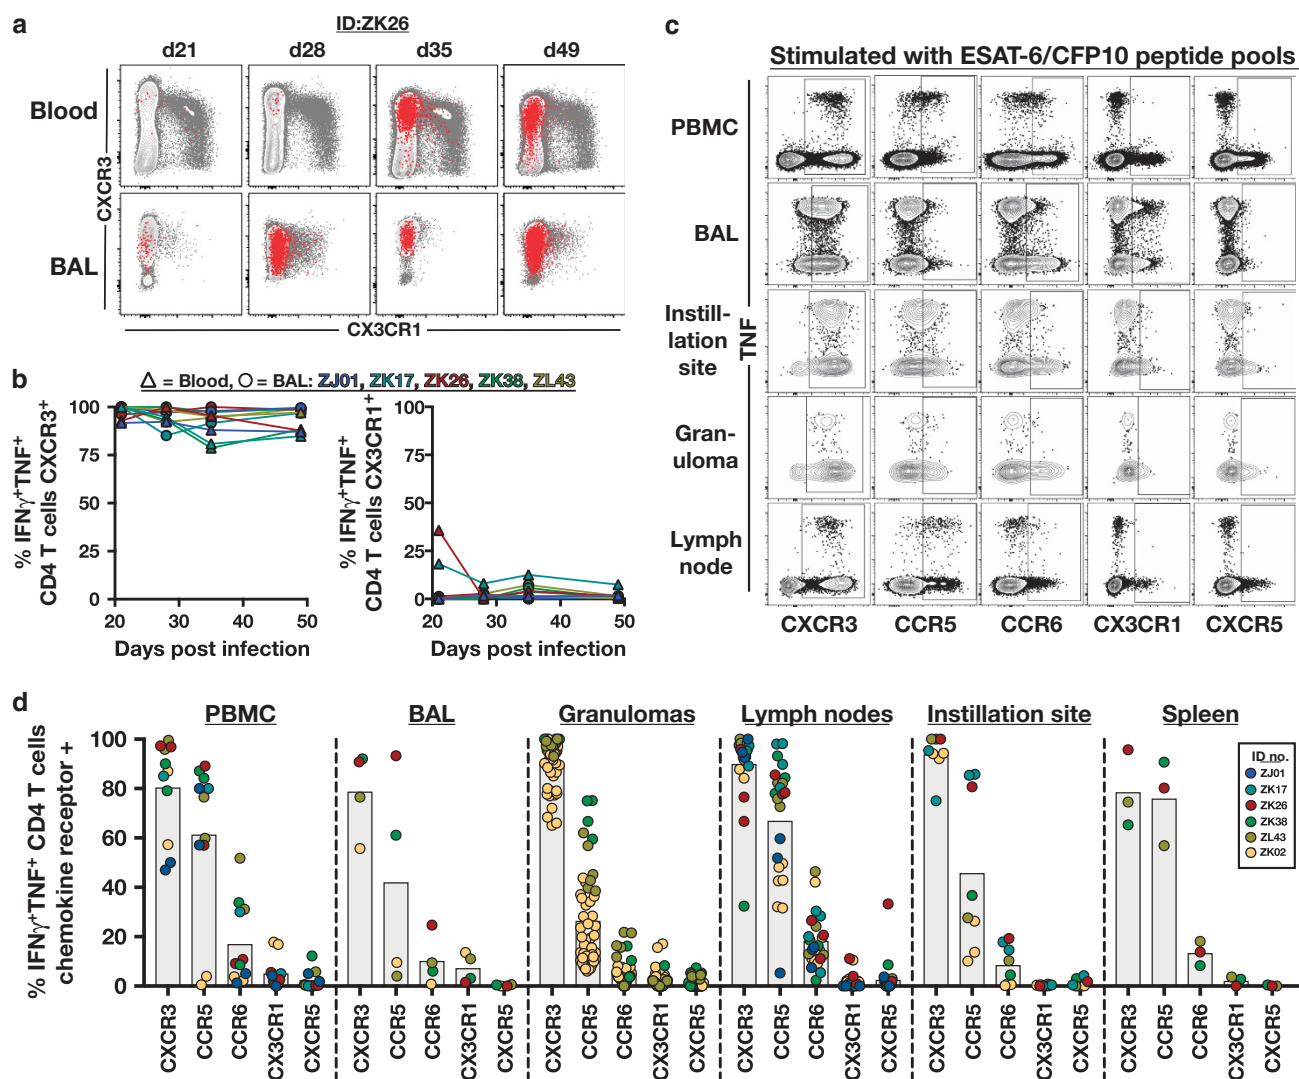 a
ID:ZK26
d21 d28 d35 d49
Blood
BAL
CXCR3
CX3CR1
b
△ = Blood, ○ = BAL: ZJ01, ZK17, ZK26, ZK38, ZL43
% IFNγ+TNF+
CD4 T cells CXCR3+
100
75
50
25
0
20 30 40 50
Days post infection
% IFNγ+TNF+
CD4 T cells CX3CR1+
100
75
50
25
0
20 30 40 50
Days post infection
c
Stimulated with ESAT-6/CFP10 peptide pools
PBMC
BAL
Instill-
lation
site
Gran-
uloma
Lymph
node
TNF
CXCR3 CCR5 CCR6 CX3CR1 CXCR5
d
PBMC BAL Granulomas Lymph nodes Instillation site Spleen
% IFNγ+TNF+ CD4 T cells
chemokine receptor +
100
80
60
40
20
0
CXCR3 CCR5 CCR6 CX3CR1 CXCR5
CXCR3 CCR5 CCR6 CX3CR1 CXCR5
CXCR3 CCR5 CCR6 CX3CR1 CXCR5
CXCR3 CCR5 CCR6 CX3CR1 CXCR5
CXCR3 CCR5 CCR6 CX3CR1 CXCR5
CXCR3 CCR5 CCR6 CX3CR1 CXCR5
ID no.
ZJ01
ZK17
ZK26
ZK38
ZL43
ZK02